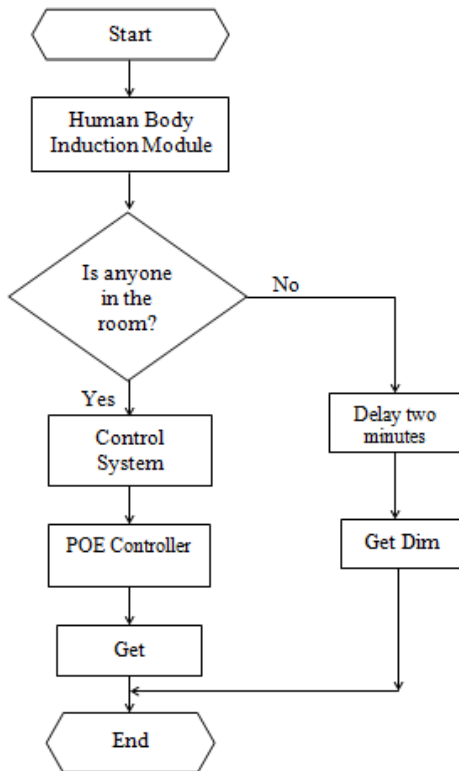 Start
Human Body
Induction Module
Is anyone
in the
room?
No
Yes
Control
System
Delay two
minutes
POE Controller
Get Dim
Get
End